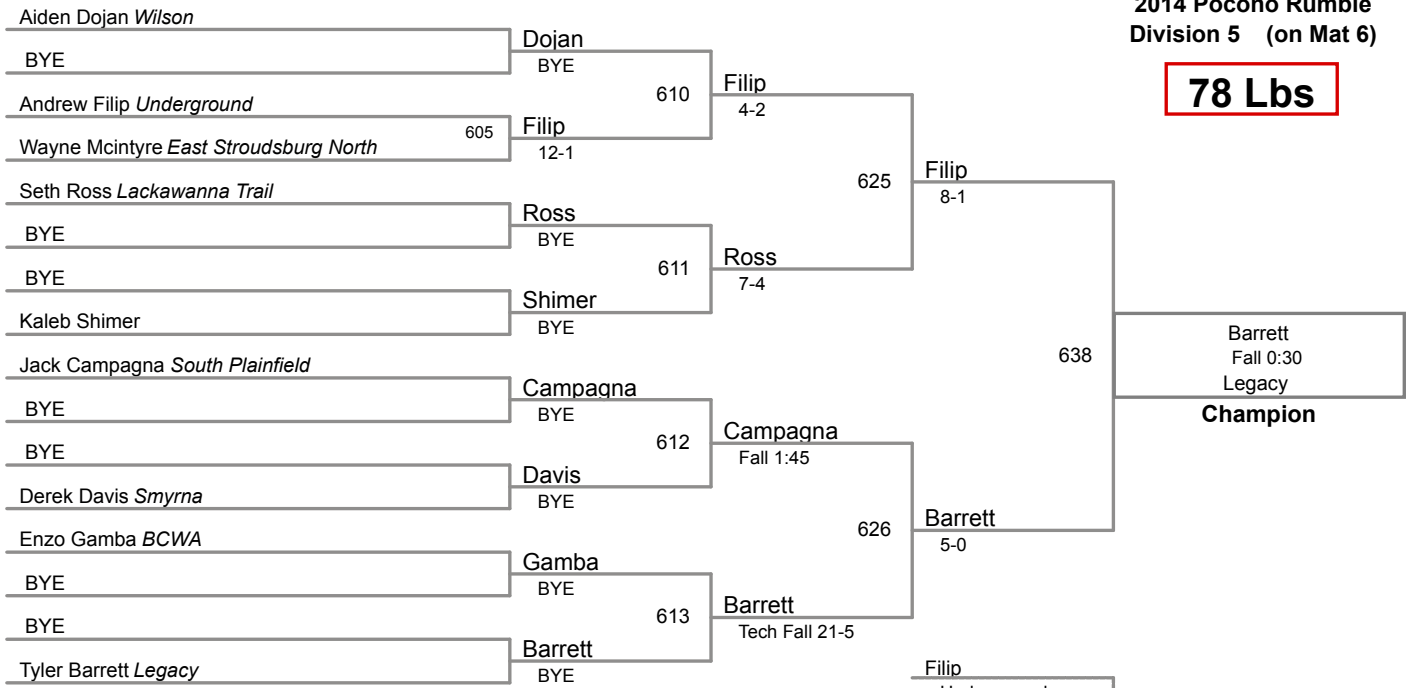 2014 Pocono Rumble
Division 5 (on Mat 6)
78 Lbs
Aiden Dojan Wilson
BYE
Andrew Filip Underground
605
Wayne Mcintyre East Stroudsburg North
Seth Ross Lackawanna Trail
BYE
BYE
Kaleb Shimer
Jack Campagna South Plainfield
BYE
BYE
Derek Davis Smyrna
Enzo Gamba BCWA
BYE
BYE
Tyler Barrett Legacy
Dojan
BYE
610
Filip
12-1
Ross
BYE
611
Shimer
BYE
Campagna
BYE
612
Davis
BYE
Gamba
BYE
613
Barrett
BYE
Filip
4-2
625
Ross
7-4
Campagna
Fall 1:45
626
Barrett
Tech Fall 21-5
Filip
8-1
638
Barrett
5-0
Barrett
Fall 0:30
Legacy
Champion
Filip